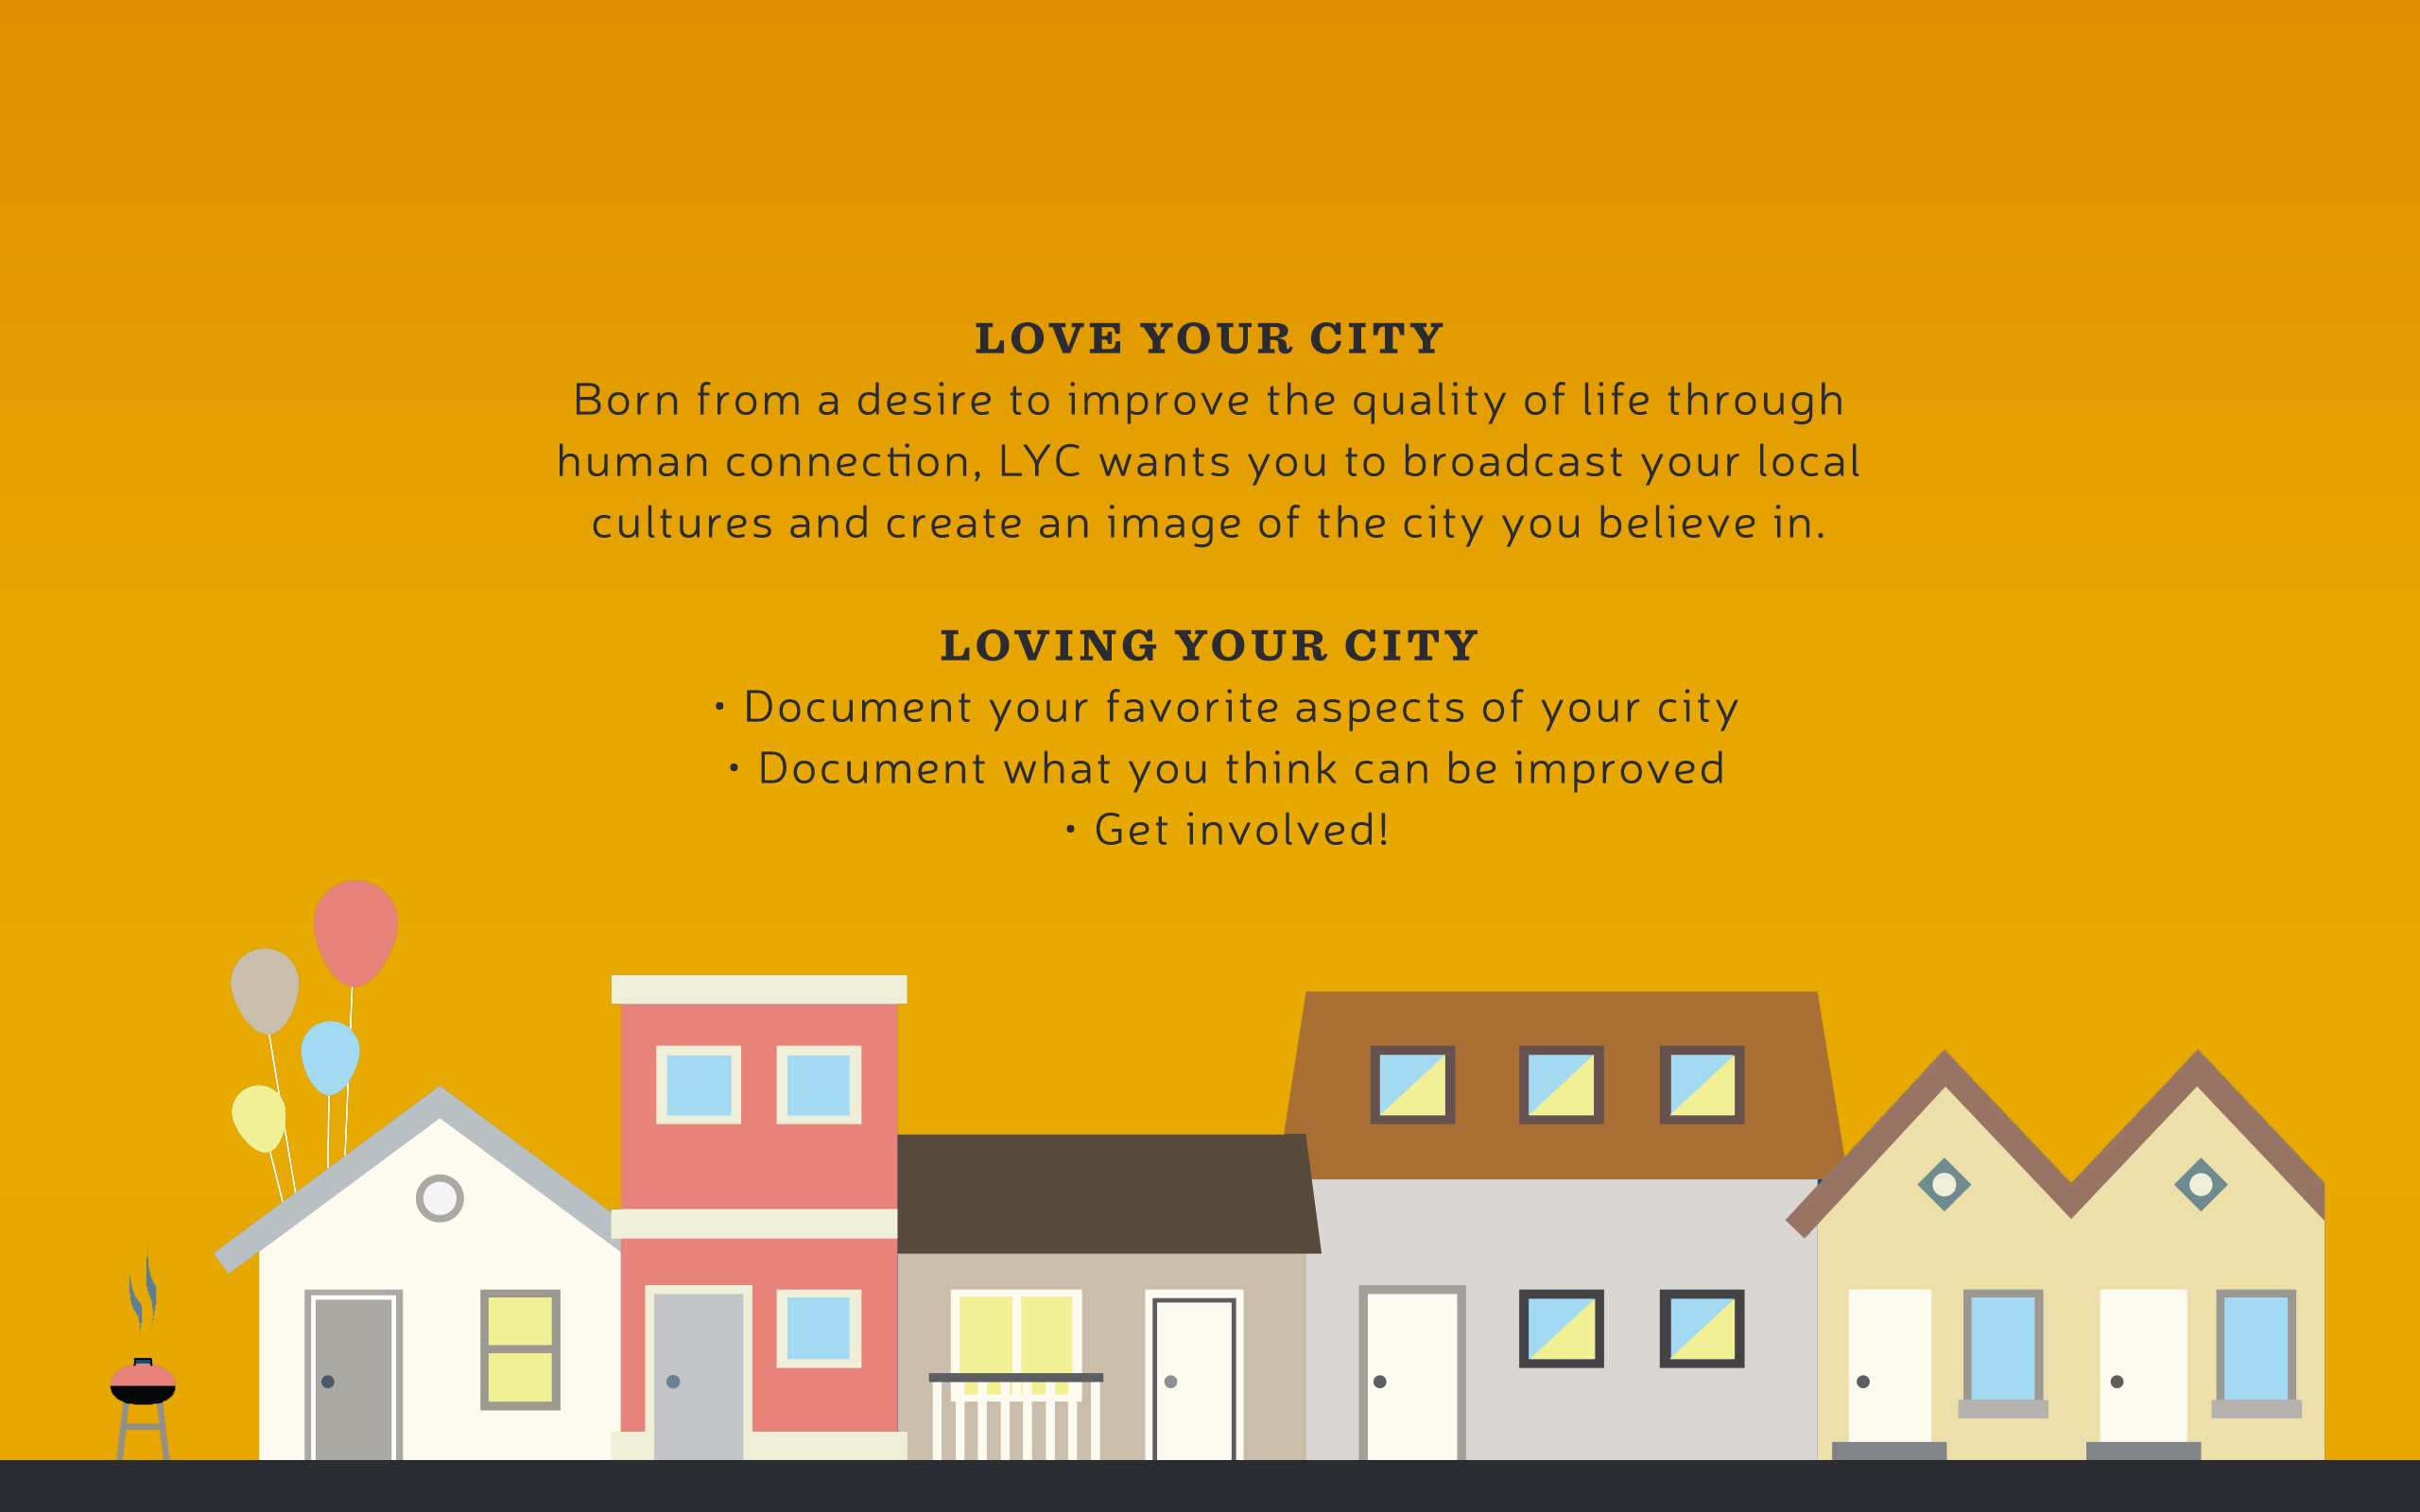 LOVE YOUR CITY
Born from a desire to improve the quality of life through
human connection, LYC wants you to broadcast your local
cultures and create an image of the city you believe in.
LOVING YOUR CITY
• Document your favorite aspects of your city
• Document what you think can be improved
• Get involved!